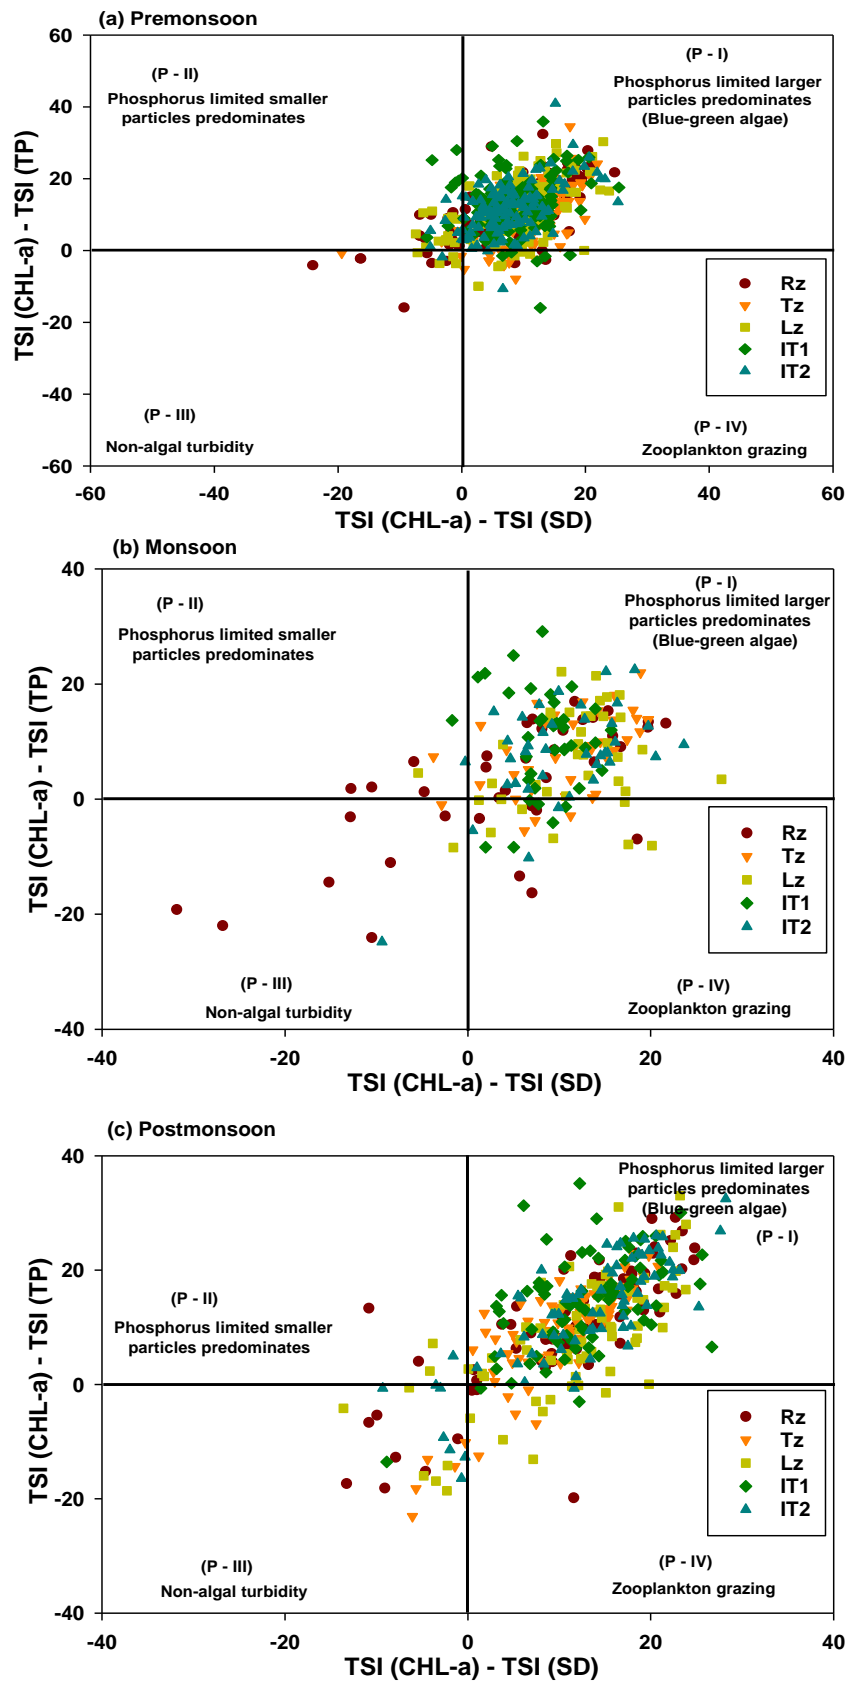 (a) Premonsoon
60
40
20
0
-20
-40
-60
TSI (CHL-a) - TSI (TP)
(P - II)
Phosphorus limited smaller
particles predominates
(P - I)
Phosphorus limited larger
particles predominates
(Blue-green algae)
Rz
Tz
Lz
IT1
IT2
(P - III)
Non-algal turbidity
(P - IV)
Zooplankton grazing
-60 -40 -20 0 20 40 60
TSI (CHL-a) - TSI (SD)
(b) Monsoon
40
20
0
-20
-40
TSI (CHL-a) - TSI (TP)
(P - II)
Phosphorus limited smaller
particles predominates
(P - I)
Phosphorus limited larger
particles predominates
(Blue-green algae)
Rz
Tz
Lz
IT1
IT2
(P - III)
Non-algal turbidity
(P - IV)
Zooplankton grazing
-40 -20 0 20 40
TSI (CHL-a) - TSI (SD)
(c) Postmonsoon
40
20
0
-20
-40
TSI (CHL-a) - TSI (TP)
Phosphorus limited larger
particles predominates
(Blue-green algae)
(P - I)
(P - II)
Phosphorus limited smaller
particles predominates
Rz
Tz
Lz
IT1
IT2
(P - III)
Non-algal turbidity
(P - IV)
Zooplankton grazing
-40 -20 0 20 40
TSI (CHL-a) - TSI (SD)